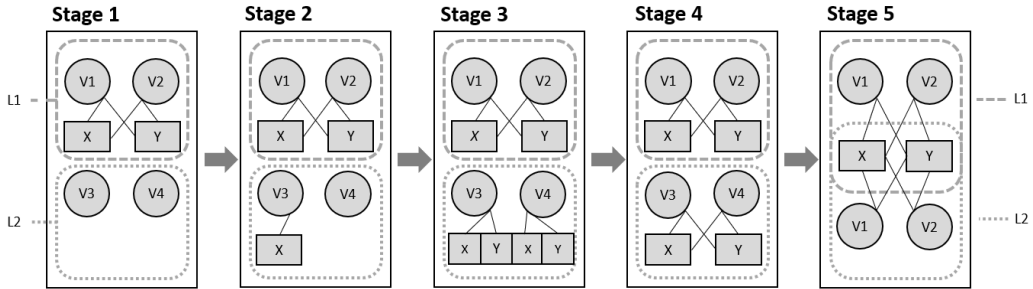 Stage 1 Stage 2 Stage 3 Stage 4 Stage 5
V1 V2 V1 V2 V1 V2 V1 V2 V1 V2
L1 L1
X Y X Y X Y X Y
X Y
V3 V4 V3 V4 V3 V4 V3 V4
L2 V1 V2 L2
X X Y X Y X Y